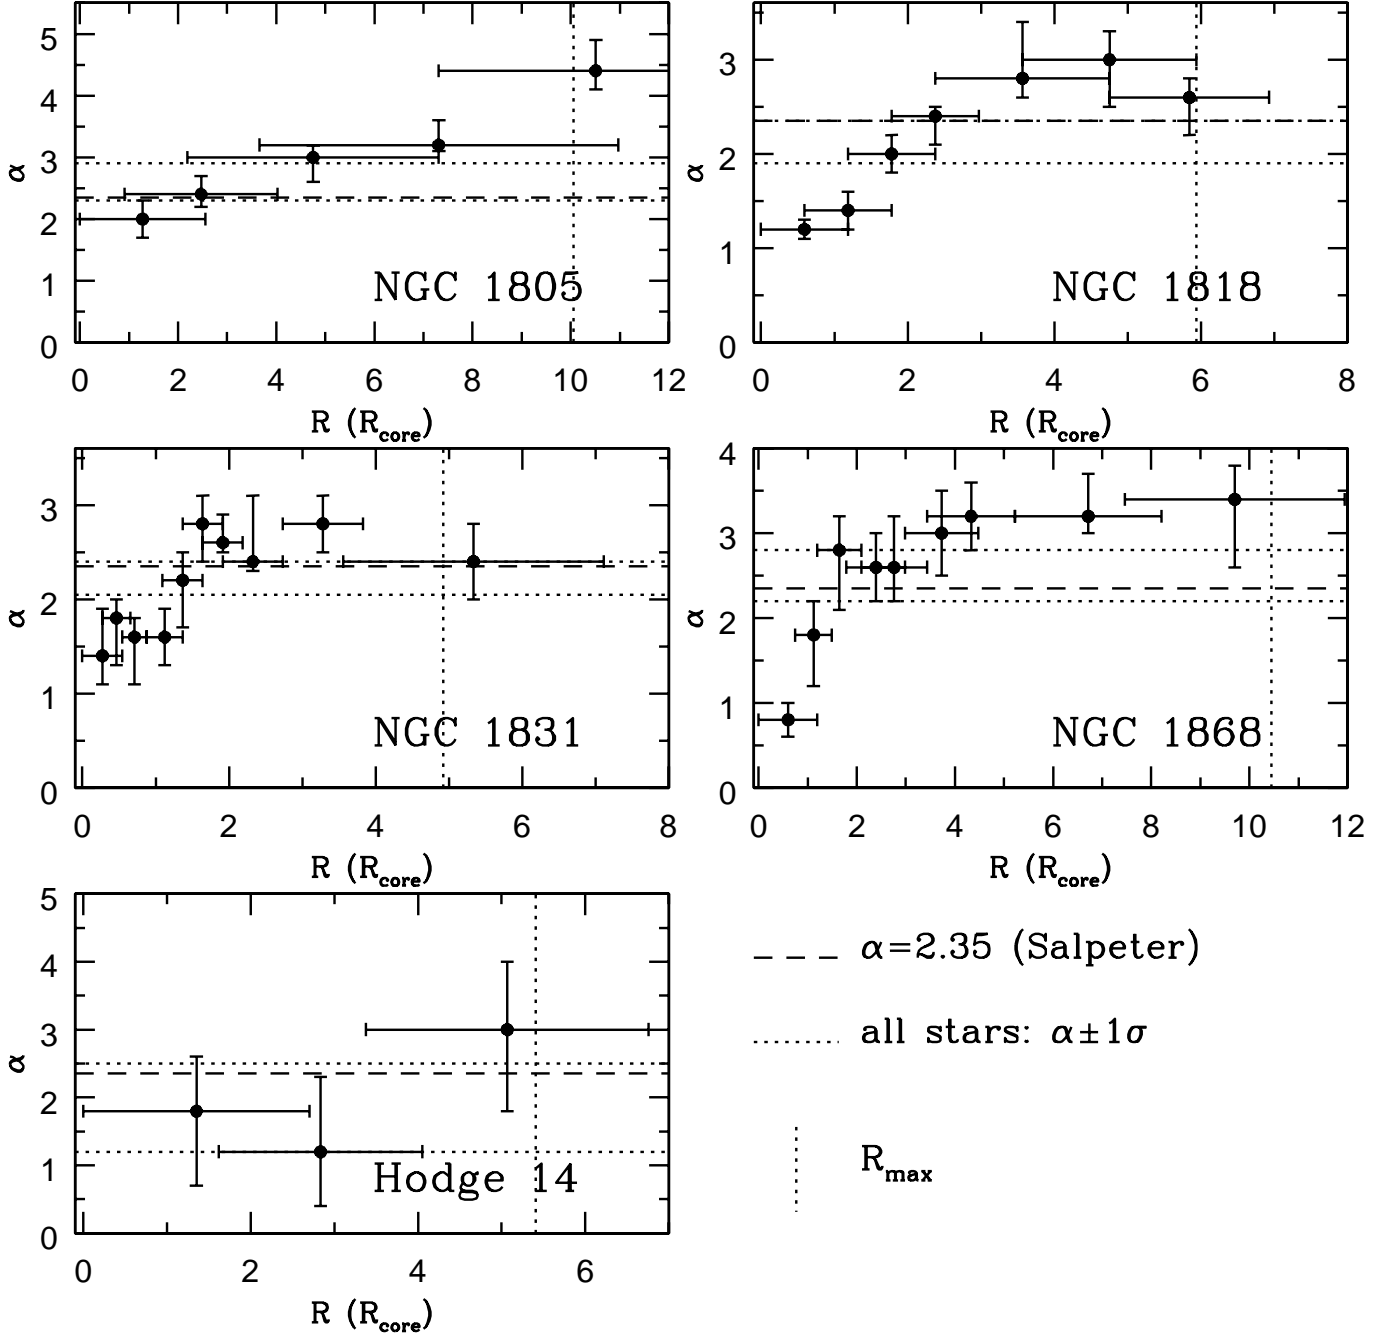 5
4
3
2
1
0
α
NGC 1805
0 2 4 6 8 10 12
R (Rcore)
3
2
1
0
α
NGC 1818
0 2 4 6 8
R (Rcore)
3
2
1
0
α
NGC 1831
0 2 4 6 8
R (Rcore)
4
3
2
1
0
α
NGC 1868
0 2 4 6 8 10 12
R (Rcore)
5
4
3
2
1
0
α
Hodge 14
0 2 4 6
R (Rcore)
α=2.35 (Salpeter)
all stars: α±1σ
Rmax